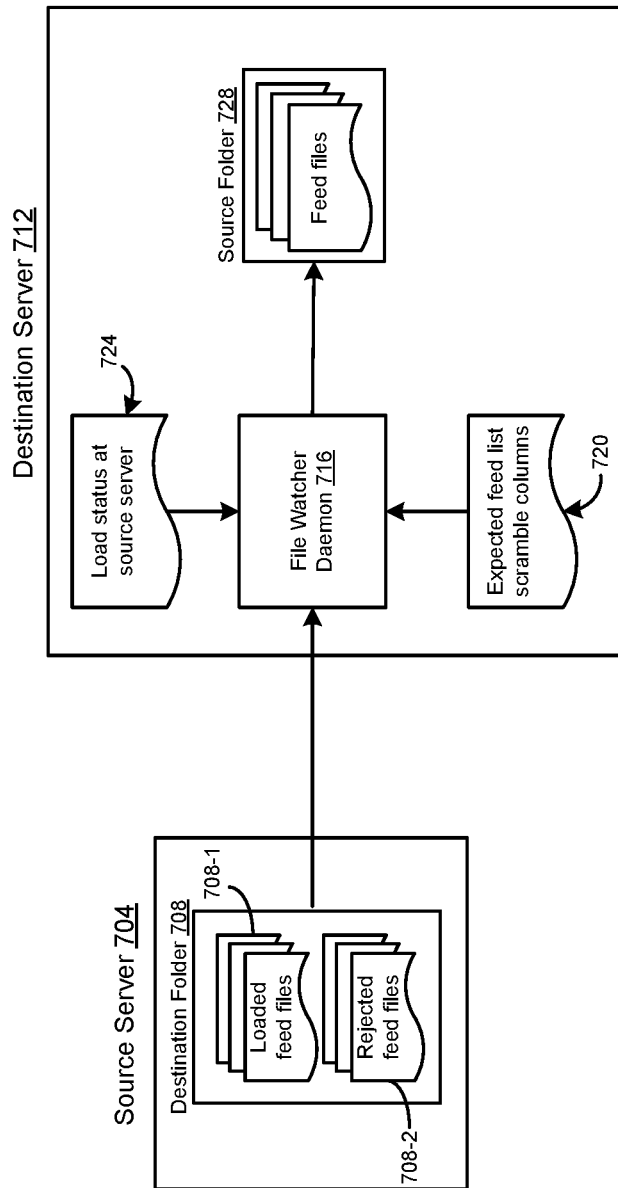 Source Server 704
Destination Folder 708
708-1
Loaded
feed files
Rejected
feed files
708-2
Destination Server 712
Load status at
source server
724
File Watcher
Daemon 716
Expected feed list
scramble columns
720
Source Folder 728
Feed files